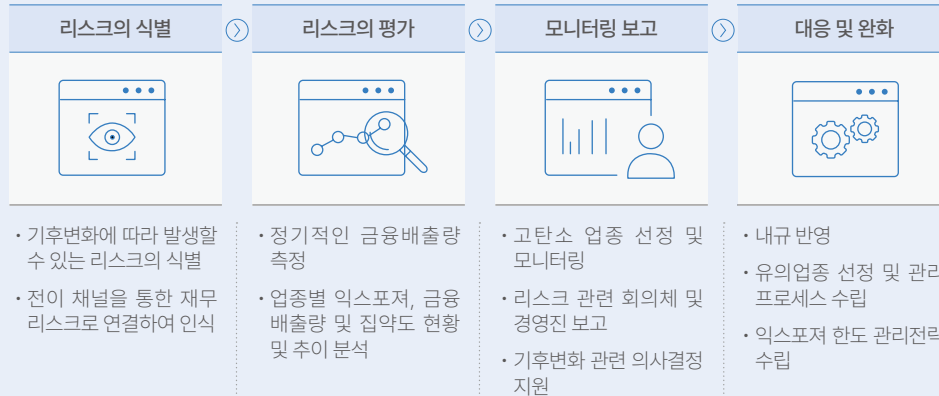 리스크의 식별
리스크의 평가
모니터링 보고
대응 및 완화
· 기후변화에 따라 발생할
수 있는 리스크의 식별
· 전이 채널을 통한 재무
리스크로 연결하여 인식
· 정기적인 금융배출량
측정
· 업종별 익스포져, 금융
배출량 및 집약도 현황
및 추이 분석
· 고탄소 업종 선정 및
모니터링
· 리스크 관련 회의체 및
경영진 보고
· 기후변화 관련 의사결정
지원
· 내규 반영
· 유의업종 선정 및 관리
프로세스 수립
· 익스포져 한도 관리전략
수립